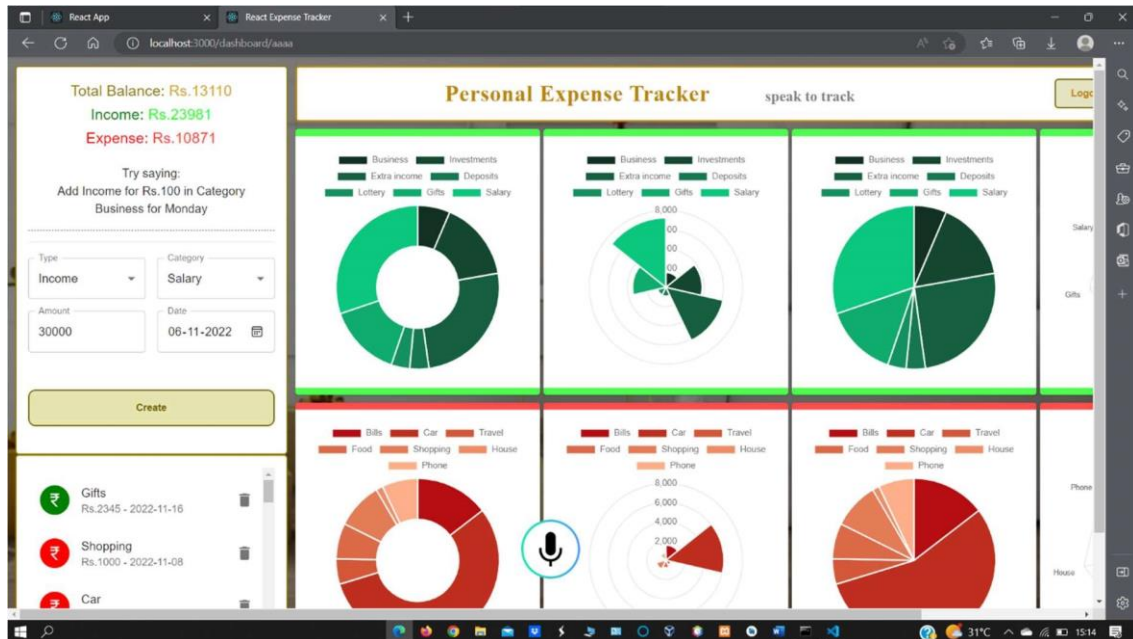 React App
React Expense Tracker
localhost:3000/dashboard/aaaa
Total Balance: Rs.13110
Income: Rs.23981
Expense: Rs.10871
Try
saying:
Add Income for Rs.100 in Category
Business for Monday
Type
Income
Category
Salary
Amount
30000
Date
06-11-2022
Create
Gifts
Rs.2345 - 2022-11-16
Shopping
Rs.1000 - 2022-11-08
Car
Personal Expense Tracker
speak to track
Logo
Business Investments
Extra income Deposits
Lottery Gifts Salary
Business Investments
Extra income Deposits
Lottery Gifts Salary
8,000
00
00
00
Business Investments
Extra income Deposits
Lottery Gifts Salary
Salary
Gifts
Bills Car Travel
Food Shopping House
Phone
Bills Car Travel
Food Shopping House
Phone
8,000
6,000
4,000
2,000
Bills Car Travel
Food Shopping House
Phone
Phone
House
31°C
15:14